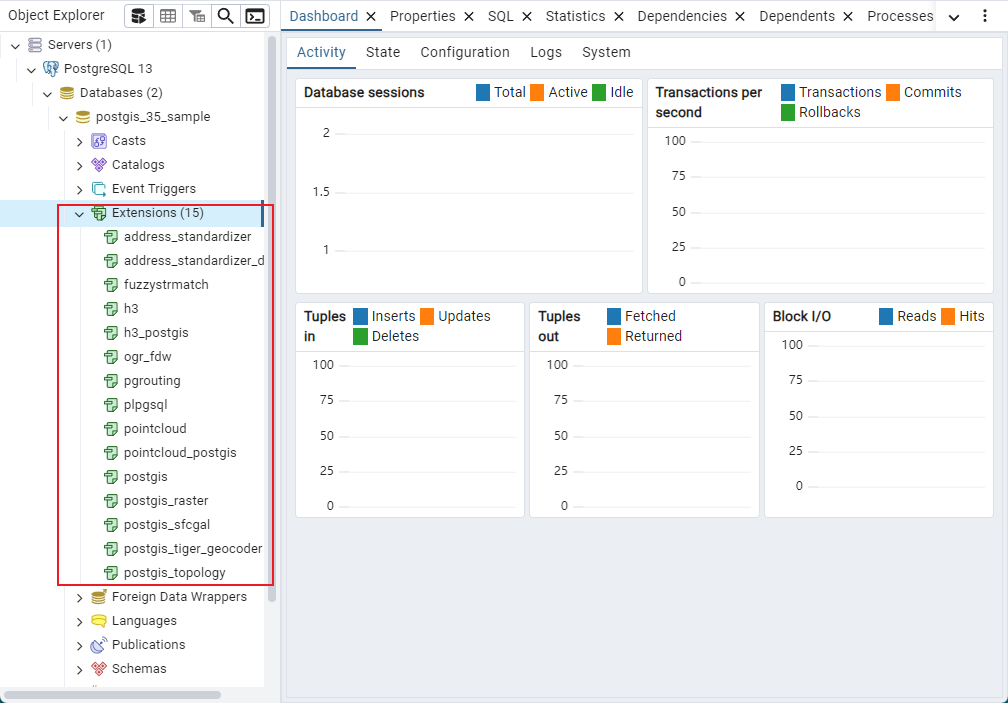 Object Explorer
Servers (1)
PostgreSQL 13
Databases (2)
postgis_35_sample
Casts
Catalogs
Event Triggers
Extensions (15)
address_standardizer
address_standardizer_d
fuzzystrmatch
h3
h3_postgis
ogr_fdw
pgrouting
plpgsql
pointcloud
pointcloud_postgis
postgis
postgis_raster
postgis_sfcgal
postgis_tiger_geocoder
postgis_topology
Foreign Data Wrappers
Languages
Publications
Schemas
Dashboard Properties SQL Statistics Dependencies Dependents Processes
Activity State Configuration Logs System
Database sessions Total Active Idle
2
1.5
1
Transactions per second Transactions Commits
Rollbacks
100
75
50
25
0
Tuples in Inserts Updates
Deletes
100
75
50
25
0
Tuples out Fetched
Returned
100
75
50
25
0
Block I/O Reads Hits
100
75
50
25
0